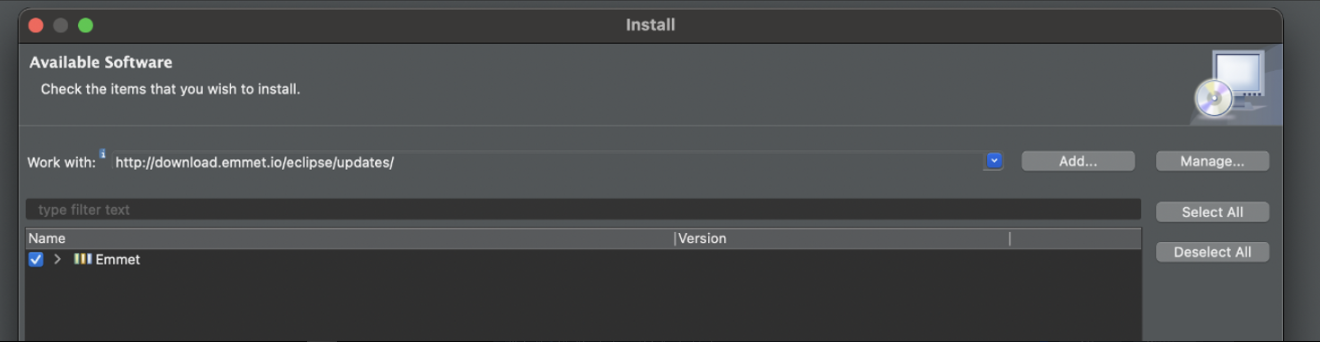 Install
Available Software
Check the items that you wish to install.
Work with: http://download.emmet.io/eclipse/updates/ Add... Manage...
type filter text Select All
Name Version
Emmet Deselect All